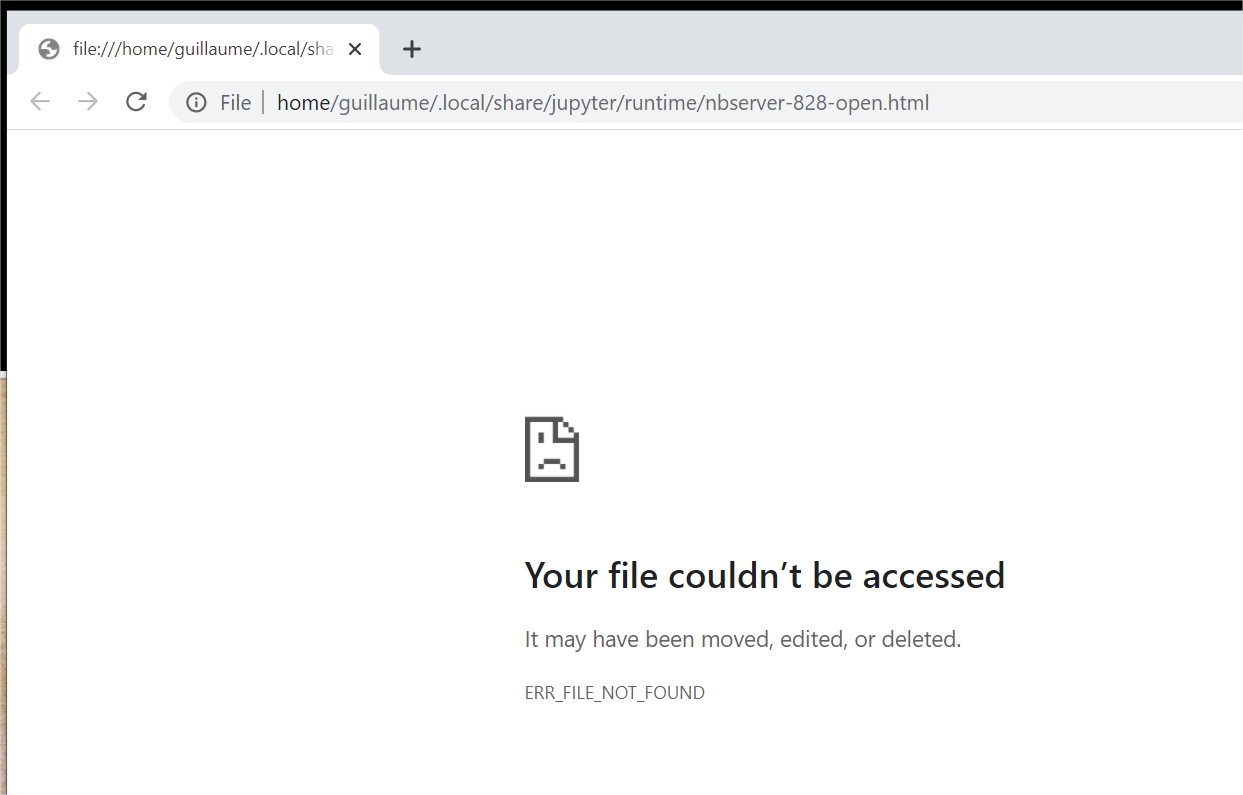 file:///home/guillaume/.local/sha
File | home/guillaume/.local/share/jupyter/runtime/nbserver-828-open.html
Your file couldn’t be accessed
It may have been moved, edited, or deleted.
ERR_FILE_NOT_FOUND